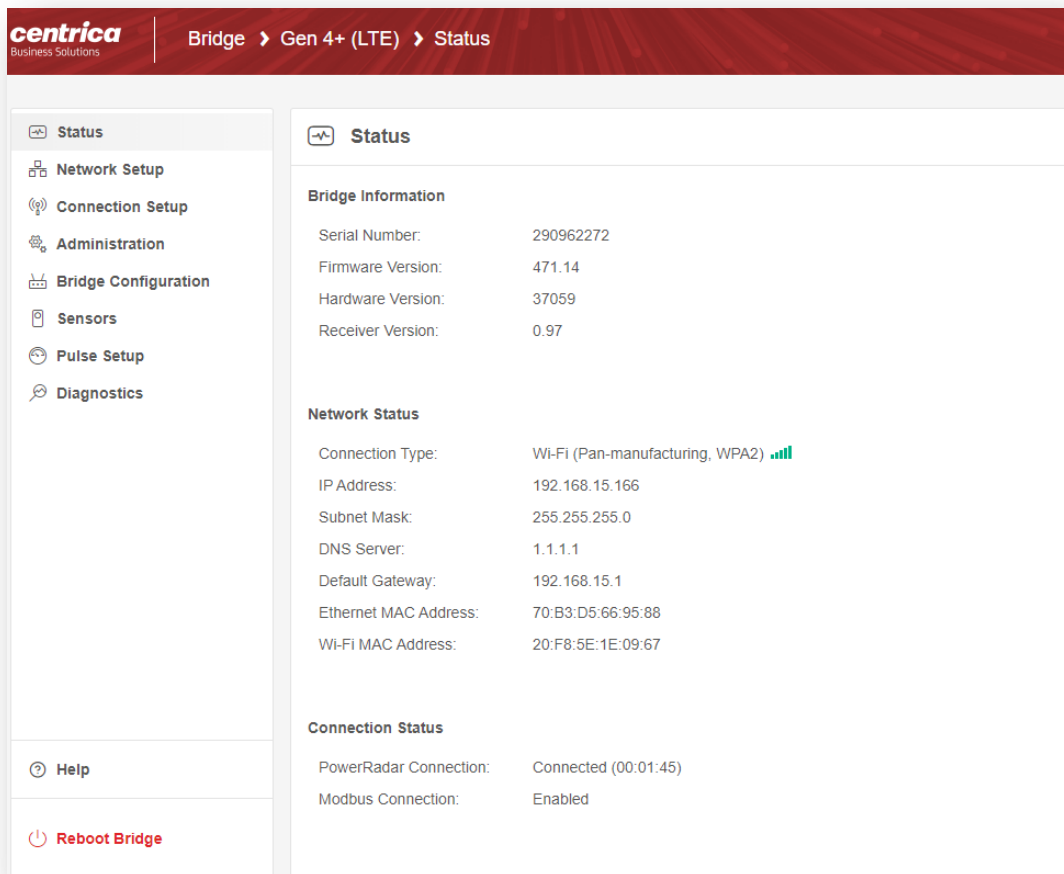 centrica
Business Solutions
Bridge > Gen 4+ (LTE) > Status
Status
Network Setup
Connection Setup
Administration
Bridge Configuration
Sensors
Pulse Setup
Diagnostics
Help
Reboot Bridge
Status
Bridge Information
Serial Number: 290962272
Firmware Version: 471.14
Hardware Version: 37059
Receiver Version: 0.97
Network Status
Connection Type: Wi-Fi (Pan-manufacturing, WPA2)
IP Address: 192.168.15.166
Subnet Mask: 255.255.255.0
DNS Server: 1.1.1.1
Default Gateway: 192.168.15.1
Ethernet MAC Address: 70:B3:D5:66:95:88
Wi-Fi MAC Address: 20:F8:5E:1E:09:67
Connection Status
PowerRadar Connection: Connected (00:01:45)
Modbus Connection: Enabled